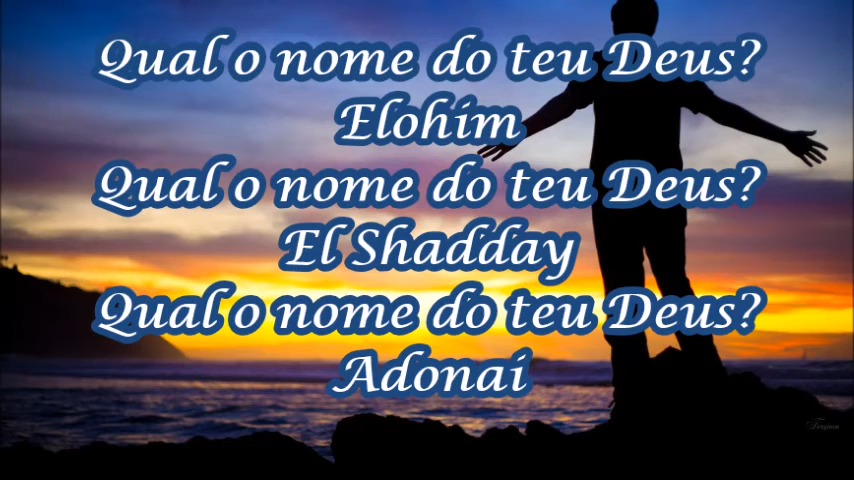 Qual o nome do teu Deus?
Elohim
Qual o nome do teu Deus?
El Shadday
Qual o nome do teu Deus?
Adonai